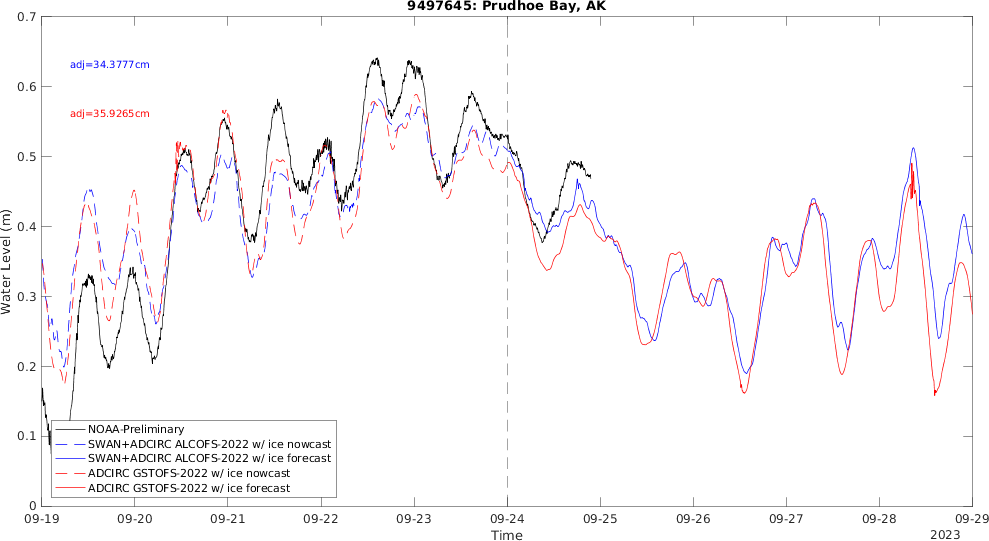 9497645: Prudhoe Bay, AK
adj=34.3777cm
adj=35.9265cm
Water Level (m)
0.7
0.6
0.5
0.4
0.3
0.2
0.1
0
NOAA-Preliminary
SWAN+ADCIRC ALCOFS-2022 w/ ice nowcast
SWAN+ADCIRC ALCOFS-2022 w/ ice forecast
ADCIRC GSTOFS-2022 w/ ice nowcast
ADCIRC GSTOFS-2022 w/ ice forecast
09-19 09-20 09-21 09-22 09-23 09-24 09-25 09-26 09-27 09-28 09-29
Time
2023